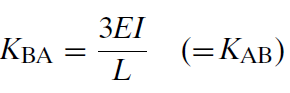 K_BA = 3EI/L (=K_AB)